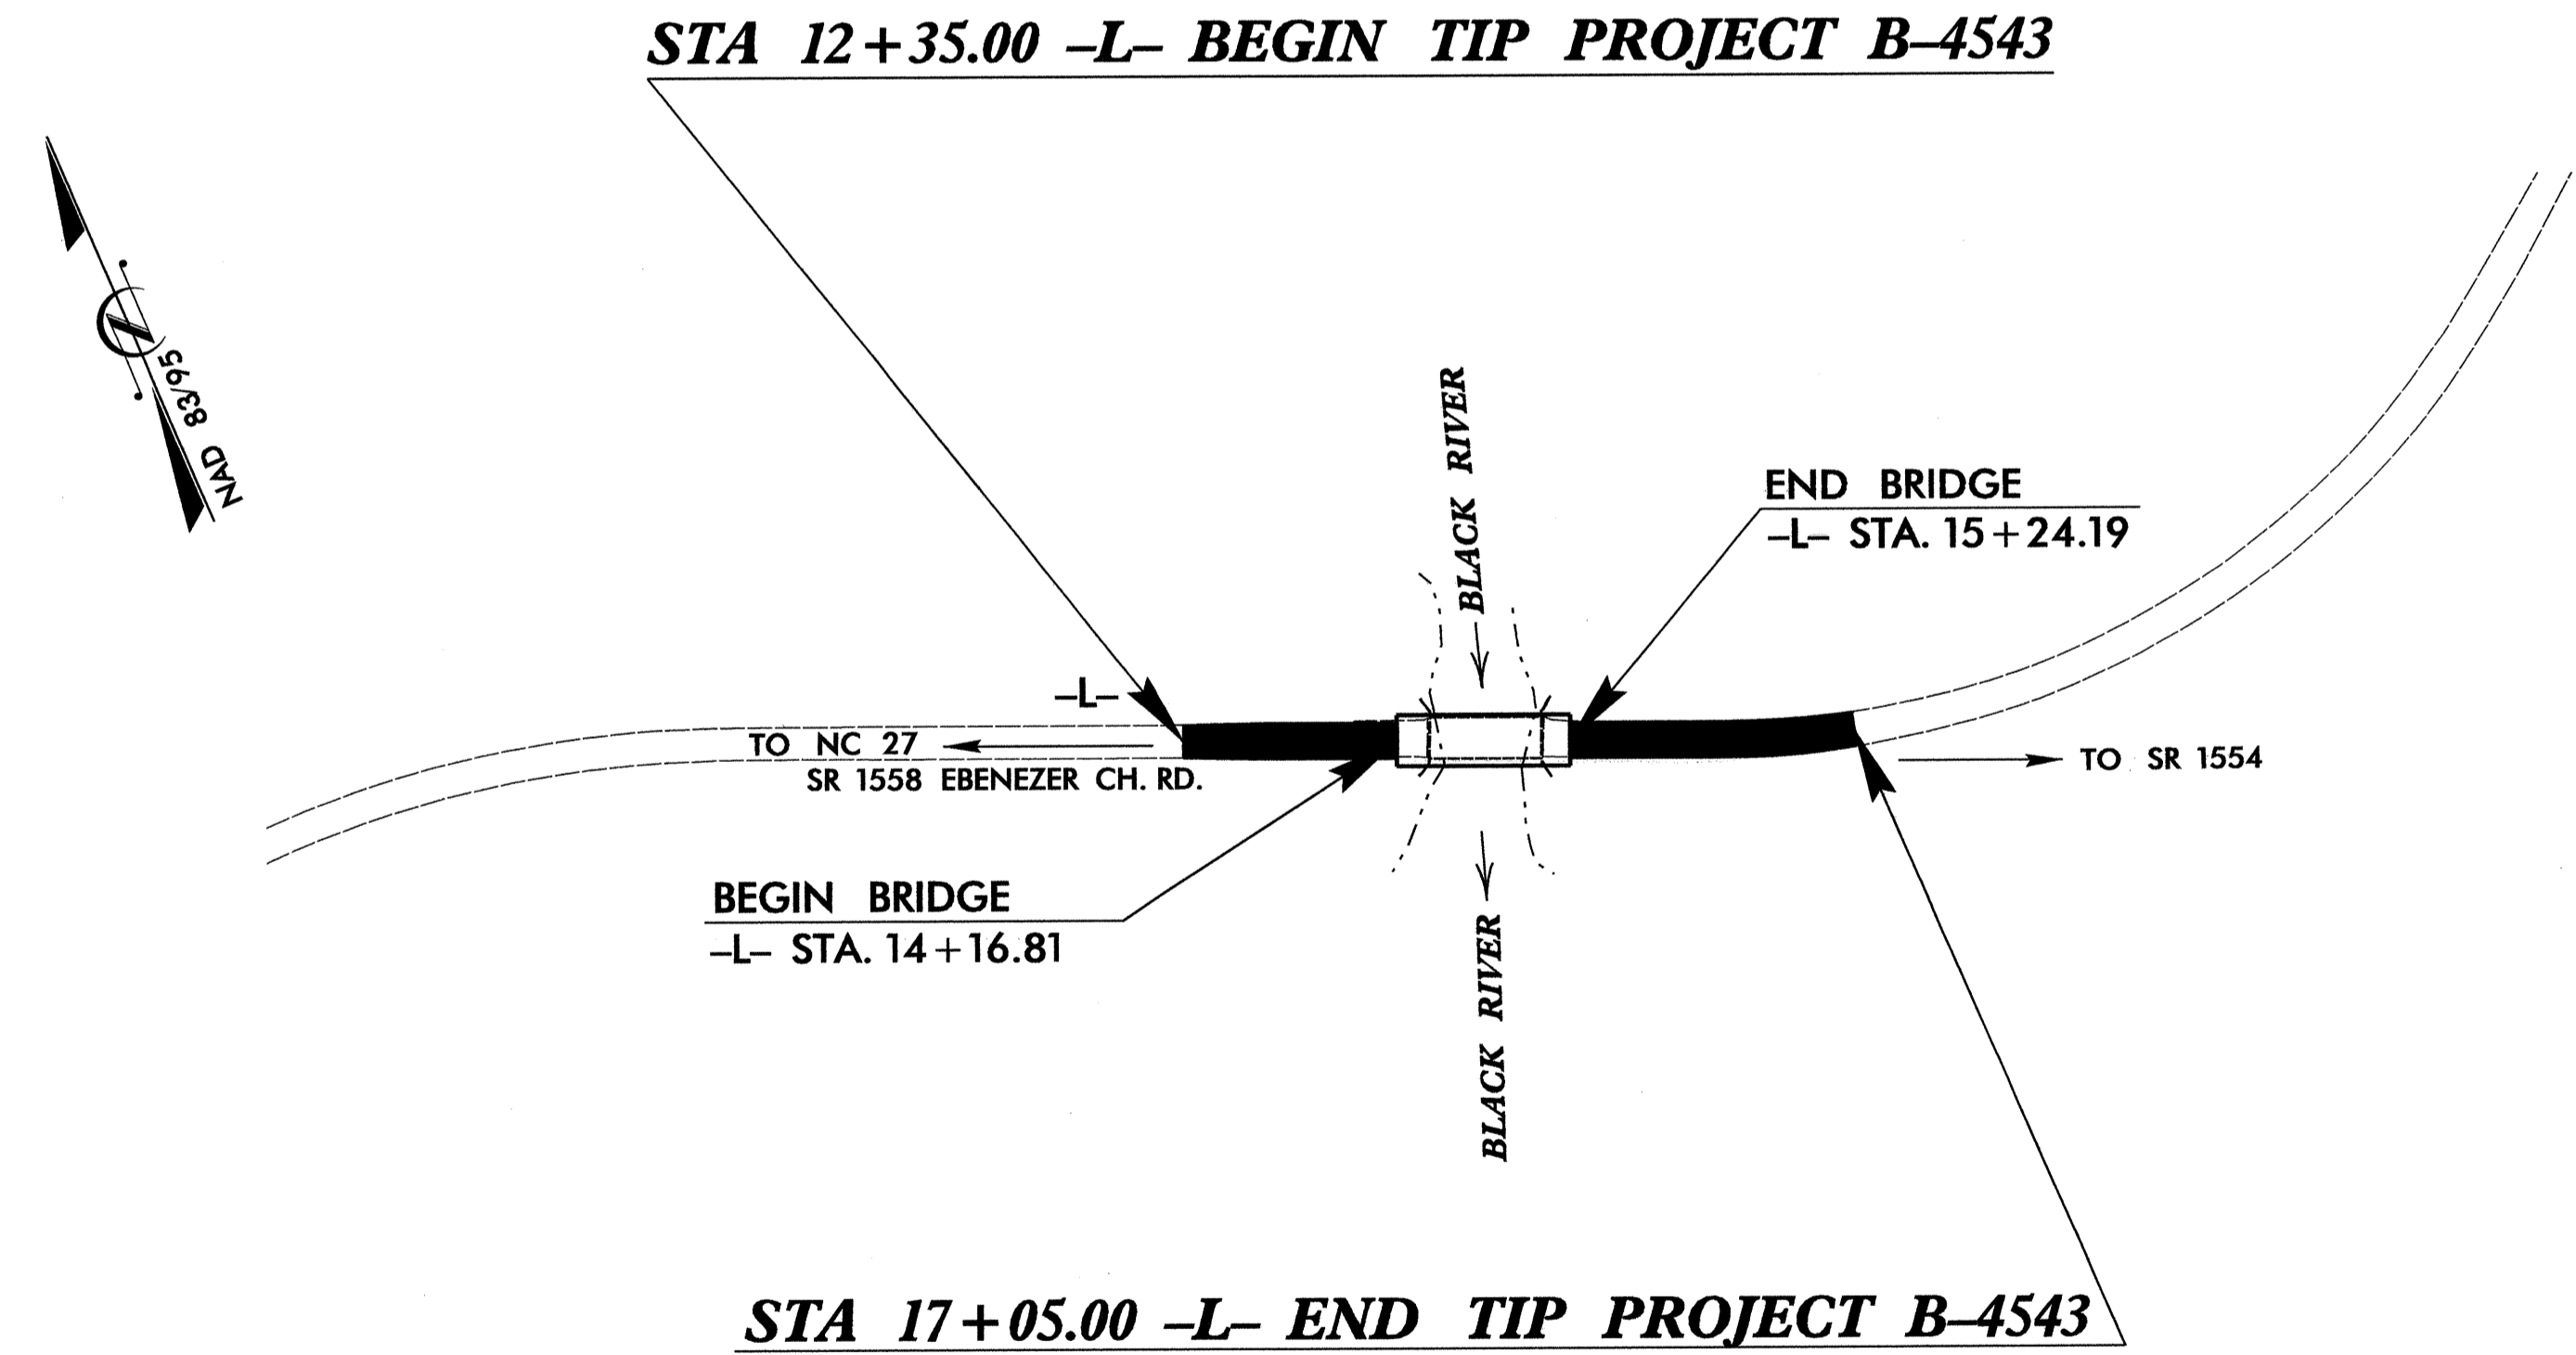 STA 12+35.00 –L– BEGIN TIP PROJECT B–4543
NAD 83/95
BLACK RIVER
END BRIDGE
–L– STA. 15+24.19
–L–
TO NC 27
SR 1558 EBENEZER CH. RD.
TO SR 1554
BEGIN BRIDGE
–L– STA. 14+16.81
BLACK RIVER
STA 17+05.00 –L– END TIP PROJECT B–4543